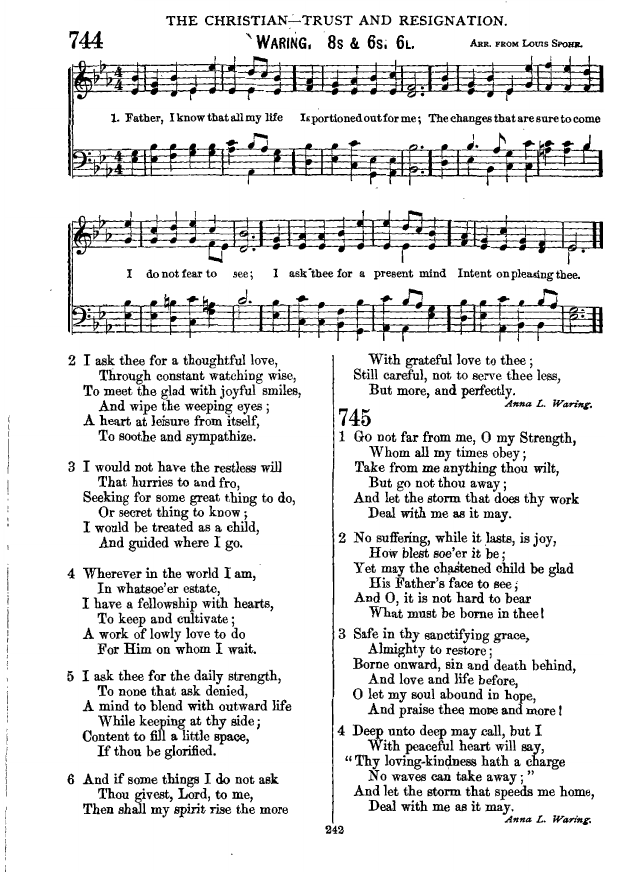 THE CHRISTIAN—TRUST AND RESIGNATION.
744
WARING. 8s & 6s. 6l.
Arr. from Louis Spohr.
1. Father, I know that all my life Is portioned out for me; The changes that are sure to come
I do not fear to see; I ask thee for a present mind Intent on pleasing thee.
2 I ask thee for a thoughtful love,
Through constant watching wise,
To meet the glad with joyful smiles,
And wipe the weeping eyes;
A heart at leisure from itself,
To soothe and sympathize.
3 I would not have the restless will
That hurries to and fro,
Seeking for some great thing to do,
Or secret thing to know;
I would be treated as a child,
And guided where I go.
4 Wherever in the world I am,
In whatsoe'er estate,
I have a fellowship with hearts,
To keep and cultivate;
A work of lowly love to do
For Him on whom I wait.
5 I ask thee for the daily strength,
To none that ask denied,
A mind to blend with outward life
While keeping at thy side;
Content to fill a little space,
If thou be glorified.
6 And if some things I do not ask
Thou givest, Lord, to me,
Then shall my spirit rise the more
With grateful love to thee;
Still careful, not to serve thee less,
But more, and perfectly.
Anna L. Waring.
745
1 Go not far from me, O my Strength,
Whom all my times obey;
Take from me anything thou wilt,
But go not thou away;
And let the storm that does thy work
Deal with me as it may.
2 No suffering, while it lasts, is joy,
How blest soe'er it be;
Yet may the chastened child be glad
His Father's face to see;
And O, it is not hard to bear
What must be borne in thee!
3 Safe in thy sanctifying grace,
Almighty to restore;
Borne onward, sin and death behind,
And love and life before,
O let my soul abound in hope,
And praise thee more and more!
4 Deep unto deep may call, but I
With peaceful heart will say,
"Thy loving-kindness hath a charge
No waves can take away;"
And let the storm that speeds me home,
Deal with me as it may.
Anna L. Waring.
242